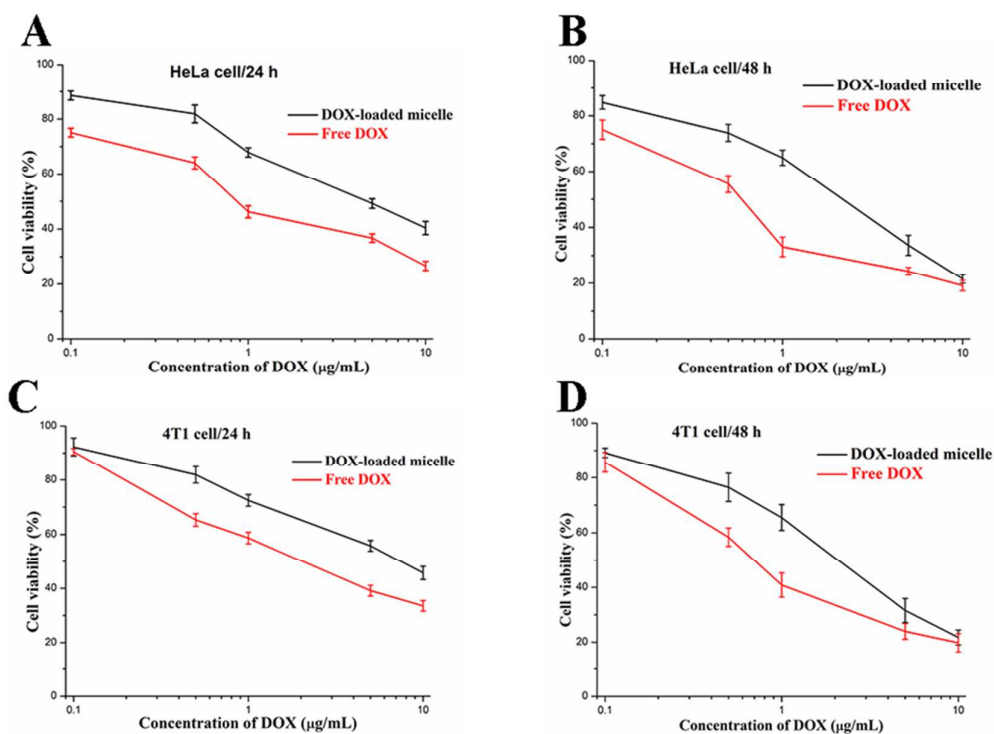 A
HeLa cell/24 h
DOX-loaded micelle
Free DOX
Cell viability (%)
100
80
60
40
20
0
0.1
1
10
Concentration of DOX (μg/mL)
B
HeLa cell/48 h
DOX-loaded micelle
Free DOX
Cell viability (%)
100
80
60
40
20
0
0.1
1
10
Concentration of DOX (μg/mL)
C
4T1 cell/24 h
DOX-loaded micelle
Free DOX
Cell viability (%)
100
80
60
40
20
0
0.1
1
10
Concentration of DOX (μg/mL)
D
4T1 cell/48 h
DOX-loaded micelle
Free DOX
Cell viability (%)
100
80
60
40
20
0
0.1
1
10
Concentration of DOX (μg/mL)